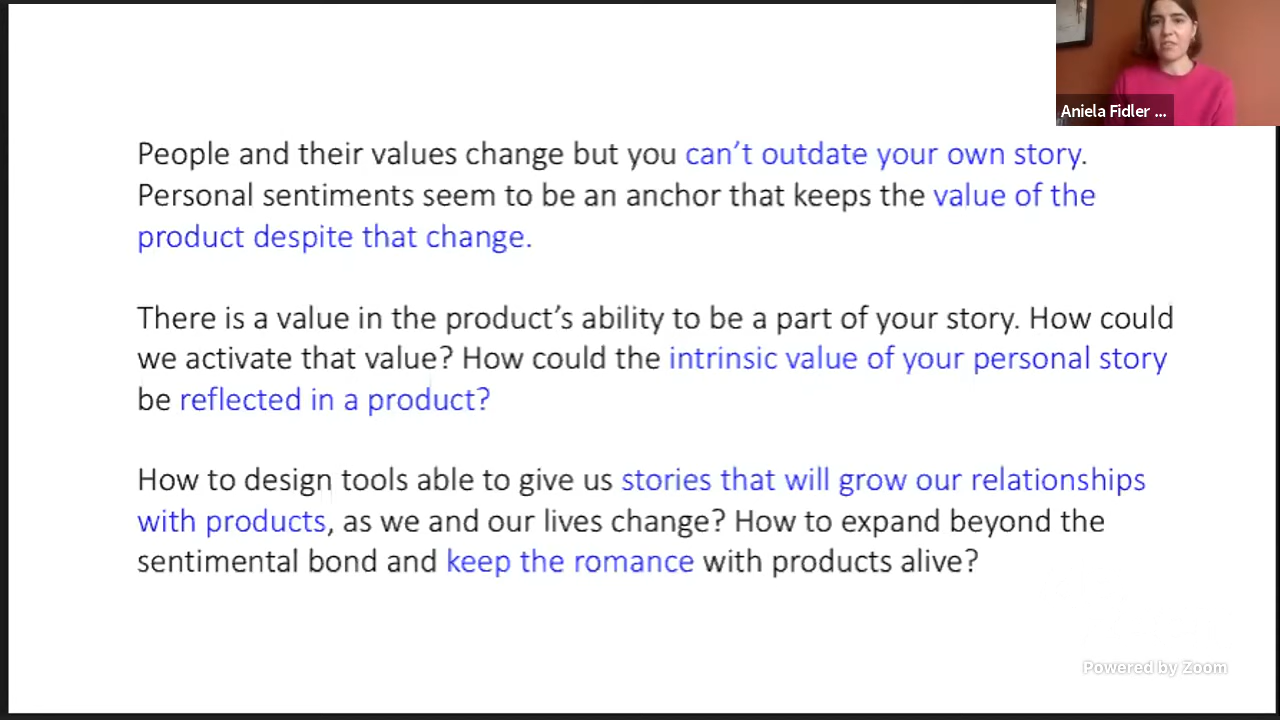 Aniela Fidler ...
People and their values change but you can’t outdate your own story.
Personal sentiments seem to be an anchor that keeps the value of the
product despite that change.
There is a value in the product’s ability to be a part of your story. How could
we activate that value? How could the intrinsic value of your personal story
be reflected in a product?
How to design tools able to give us stories that will grow our relationships
with products, as we and our lives change? How to expand beyond the
sentimental bond and keep the romance with products alive?
Powered by Zoom